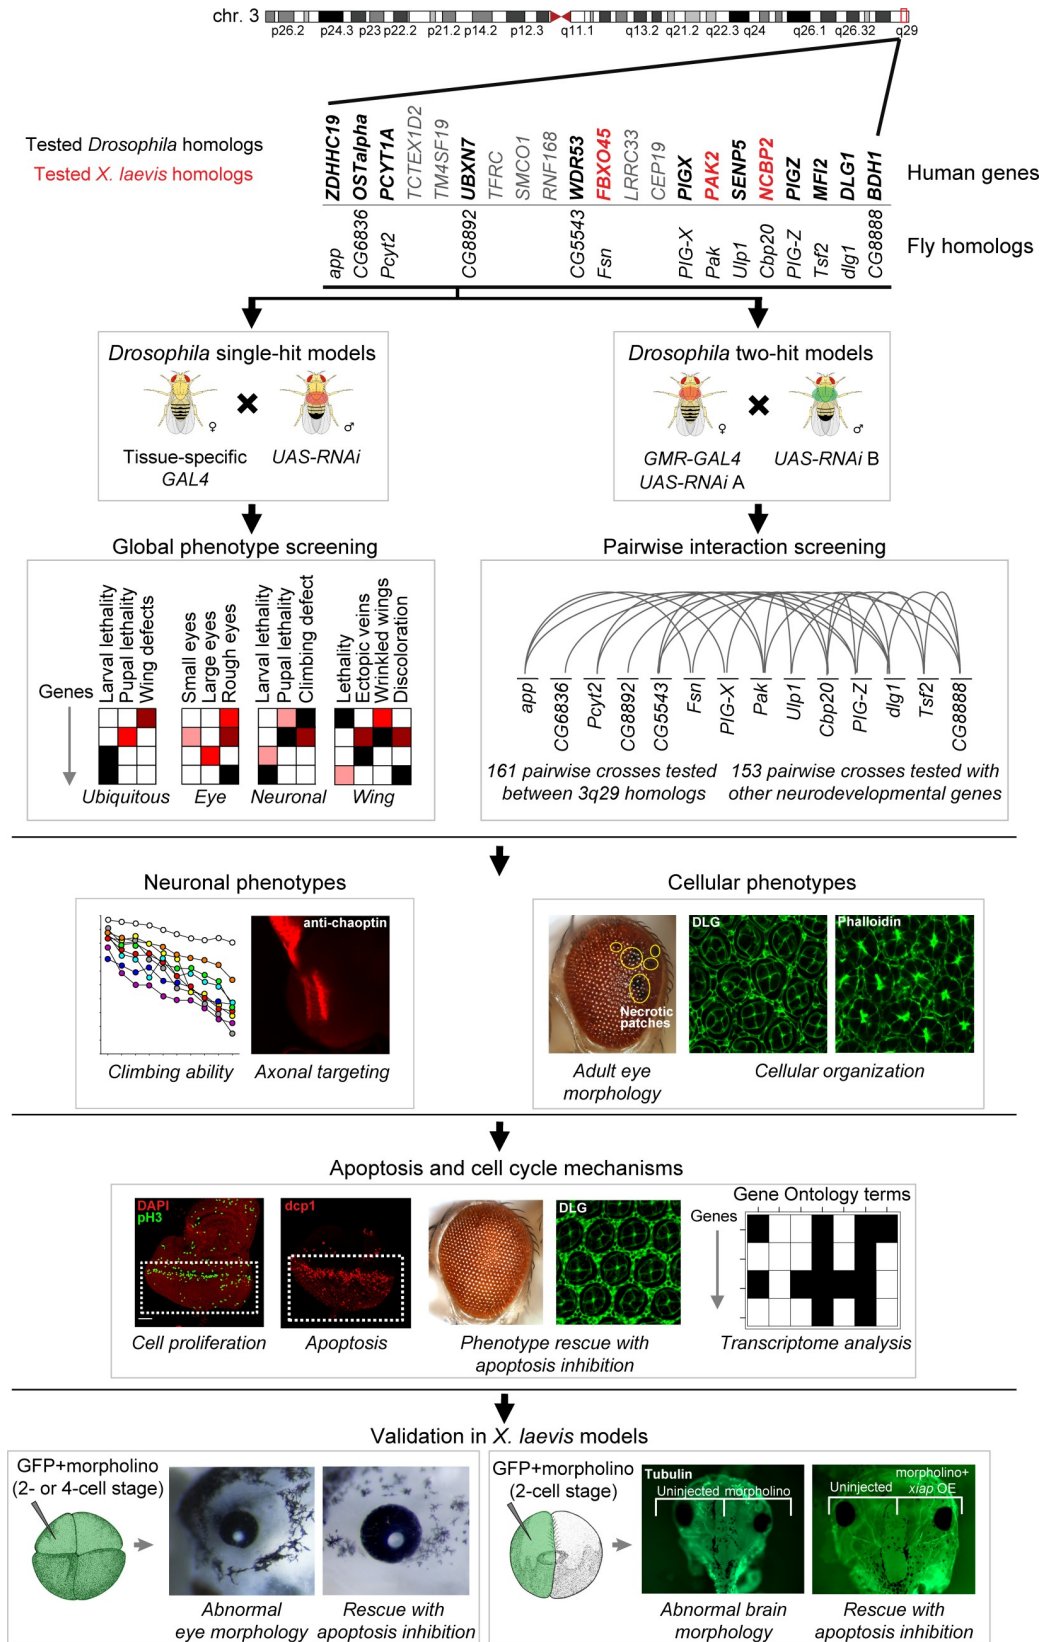 chr. 3
p26.2 p24.3 p23 p22.2 p21.2 p14.2 p12.3 q11.1 q13.2 q21.2 q22.3 q24 q26.1 q26.32 q29
Tested Drosophila homologs
Tested X. laevis homologs
ZDHHC19 OSTalpha PCYT1A TCTEX1D2 TM4SF19 UBXN7 TFRC SMCO1 RNF168 WDR53 FBXO45 LRRC33 CEP19 PIGX PAK2 SENP5 NCBP2 PIGZ MFI2 DLG1 BDH1
Human genes
app CG6836 Pcyt2 CG8892 CG5543 Fsn PIG-X Pak Ulp1 Cbp20 PIG-Z Tsf2 dlg1 CG8888
Fly homologs
Drosophila single-hit models
♀ ♂
Tissue-specific
GAL4
UAS-RNAi
Drosophila two-hit models
♀ ♂
GMR-GAL4
UAS-RNAi A
UAS-RNAi B
Global phenotype screening
Larval lethality
Pupal lethality
Wing defects
Small eyes
Large eyes
Rough eyes
Larval lethality
Pupal lethality
Climbing defect
Lethality
Ectopic veins
Wrinkled wings
Discoloration
Genes
Ubiquitous Eye Neuronal Wing
Pairwise interaction screening
app CG6836 Pcyt2 CG8892 CG5543 Fsn PIG-X Pak Ulp1 Cbp20 PIG-Z dlg1 Tsf2 CG8888
161 pairwise crosses tested
between 3q29 homologs
153 pairwise crosses tested with
other neurodevelopmental genes
Neuronal phenotypes
anti-chaoptin
Climbing ability
Axonal targeting
Cellular phenotypes
Necrotic
patches
DLG
Phalloidin
Adult eye
morphology
Cellular organization
Apoptosis and cell cycle mechanisms
DAPI
pH3
dcp1
DLG
Gene Ontology terms
Genes
Cell proliferation
Apoptosis
Phenotype rescue with
apoptosis inhibition
Transcriptome analysis
Validation in X. laevis models
GFP+morpholino
(2- or 4-cell stage)
Abnormal
eye morphology
Rescue with
apoptosis inhibition
GFP+morpholino
(2-cell stage)
Tubulin
Uninjected morpholino
Uninjected
morpholino+
xiap OE
Abnormal brain
morphology
Rescue with
apoptosis inhibition